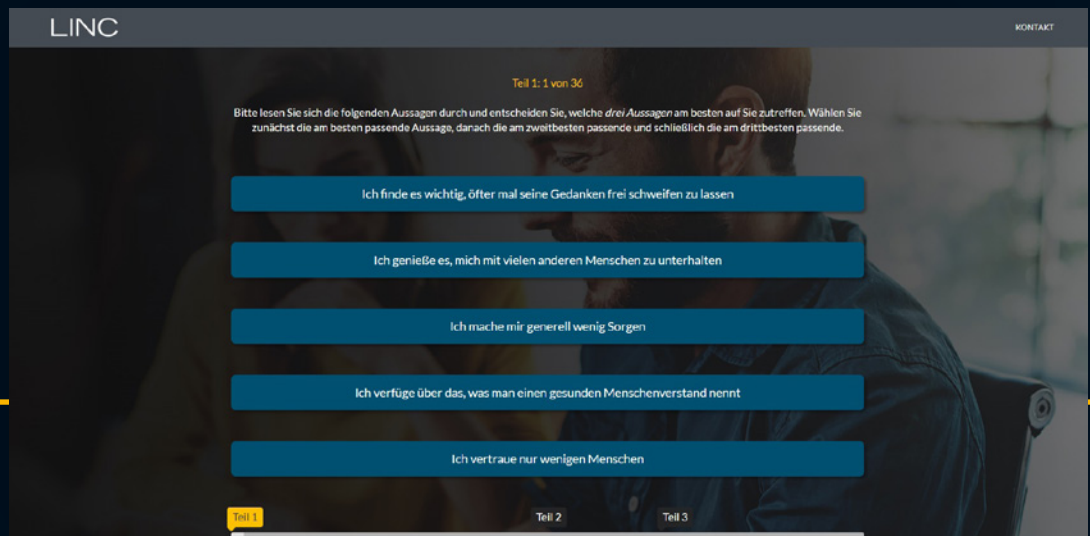 LINC
KONTAKT
Teil 1: 1 von 36
Bitte lesen Sie sich die folgenden Aussagen durch und entscheiden Sie, welche drei Aussagen am besten auf Sie zutreffen. Wählen Sie
zunächst die am besten passende Aussage, danach die am zweitbesten passende und schließlich die am drittbesten passende.
Ich finde es wichtig, öfter mal seine Gedanken frei schweifen zu lassen
Ich genieße es, mich mit vielen anderen Menschen zu unterhalten
Ich mache mir generell wenig Sorgen
Ich verfüge über das, was man einen gesunden Menschenverstand nennt
Ich vertraue nur wenigen Menschen
Teil 1
Teil 2
Teil 3